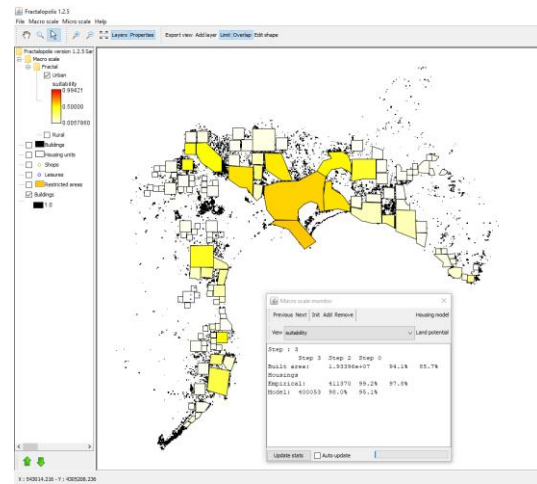 Fractalopolis 1.2.5
File Macro scale Micro scale Help
Layers Properties Export view Add layer Unit Overlap Edit shape
Fractalopolis version 1.2.5 Sar
Macro scale
Fractal
Urban
suitability
0.99421
0.50000
0.0057860
Rural
Buildings
Housing units
Shops
Leisures
Restricted areas
Buildings
1.0
Macro scale monitor
Previous Next Init Add Remove Housing model
View suitability Land potential
Step : 3
Step 3 Step 2 Step 0
Built area: 1.93386e+07 94.1% 85.7%
Housings
Empirical: 411370 99.2% 97.8%
Model: 400053 98.0% 95.1%
Update stats Auto update
X : 543014.216 - Y : 4305288.236